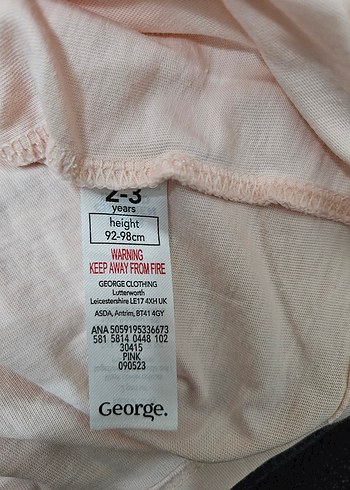 2-3
years
height
92-98cm
WARNING
KEEP AWAY FROM FIRE
GEORGE CLOTHING
Lutterworth
Leicestershire LE17 4XH UK
ASDA, Antrim, BT41 4GY
ANA 5059195336673
581 5814 0448 102
30415
PINK
090523
George.